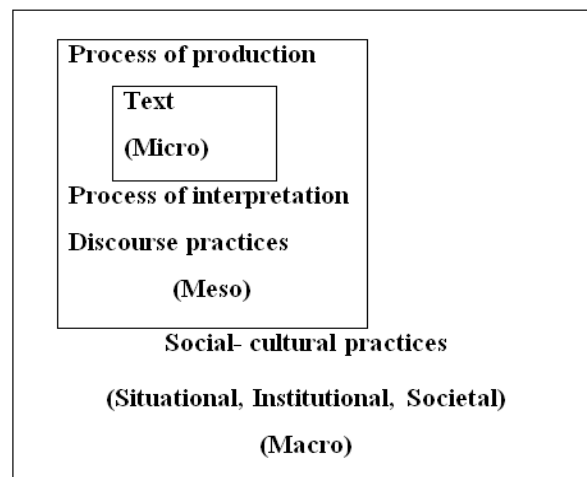 Process of production
Text
(Micro)
Process of interpretation
Discourse practices
(Meso)
Social- cultural practices
(Situational, Institutional, Societal)
(Macro)